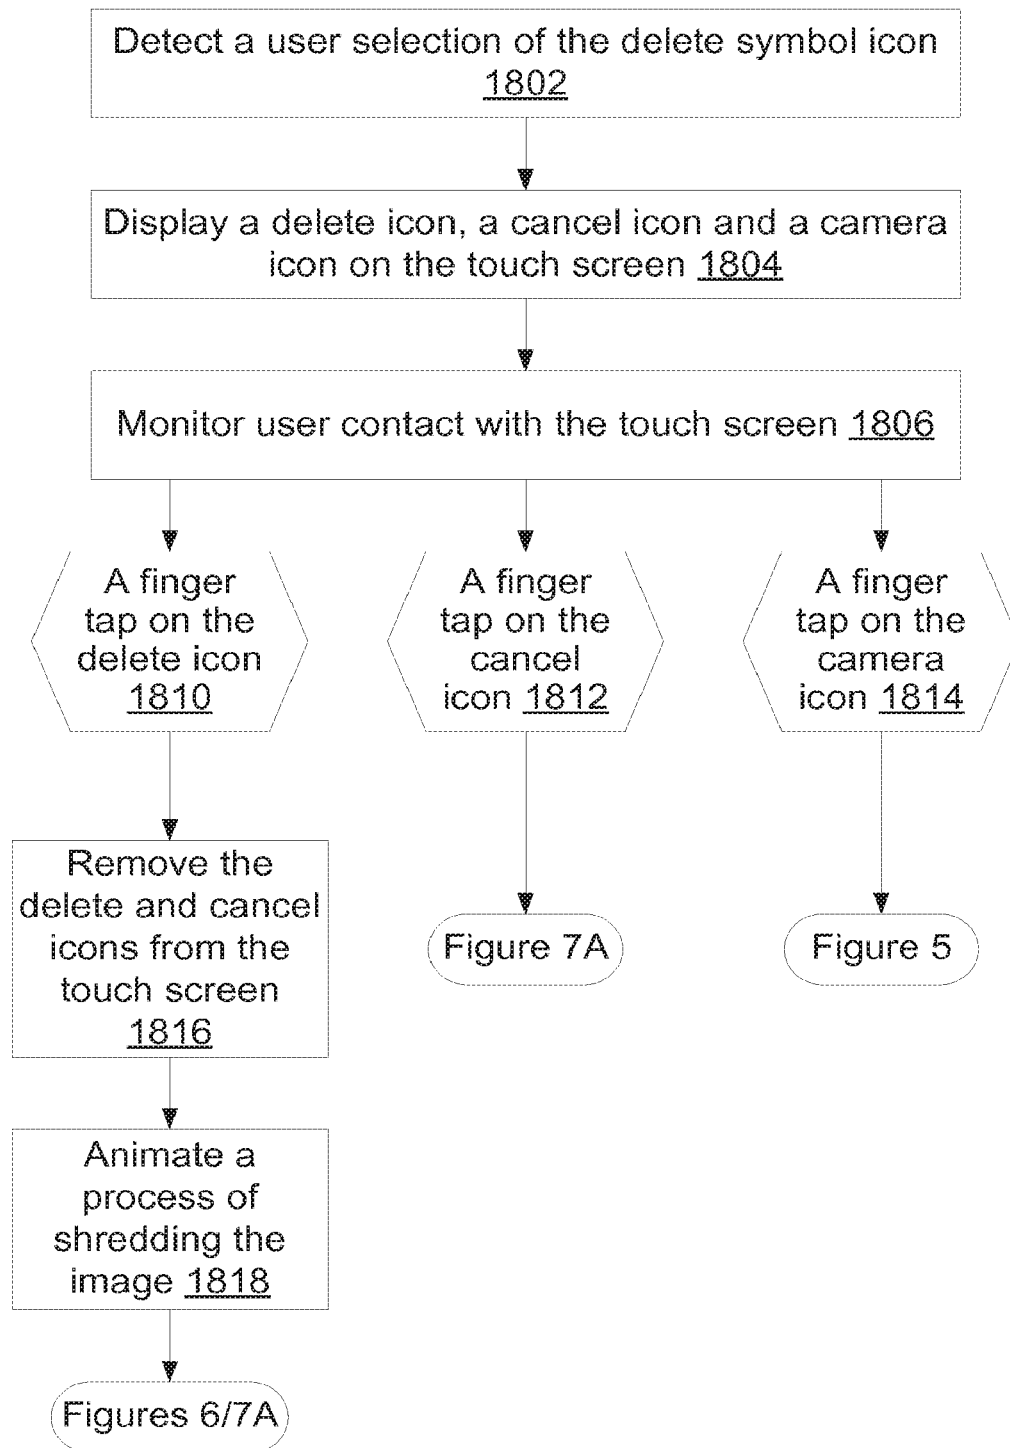 Detect a user selection of the delete symbol icon
1802
Display a delete icon, a cancel icon and a camera
icon on the touch screen 1804
Monitor user contact with the touch screen 1806
A finger
tap on the
delete icon
1810
A finger
tap on the
cancel
icon 1812
A finger
tap on the
camera
icon 1814
Remove the
delete and cancel
icons from the
touch screen
1816
Figure 7A
Figure 5
Animate a
process of
shredding the
image 1818
Figures 6/7A